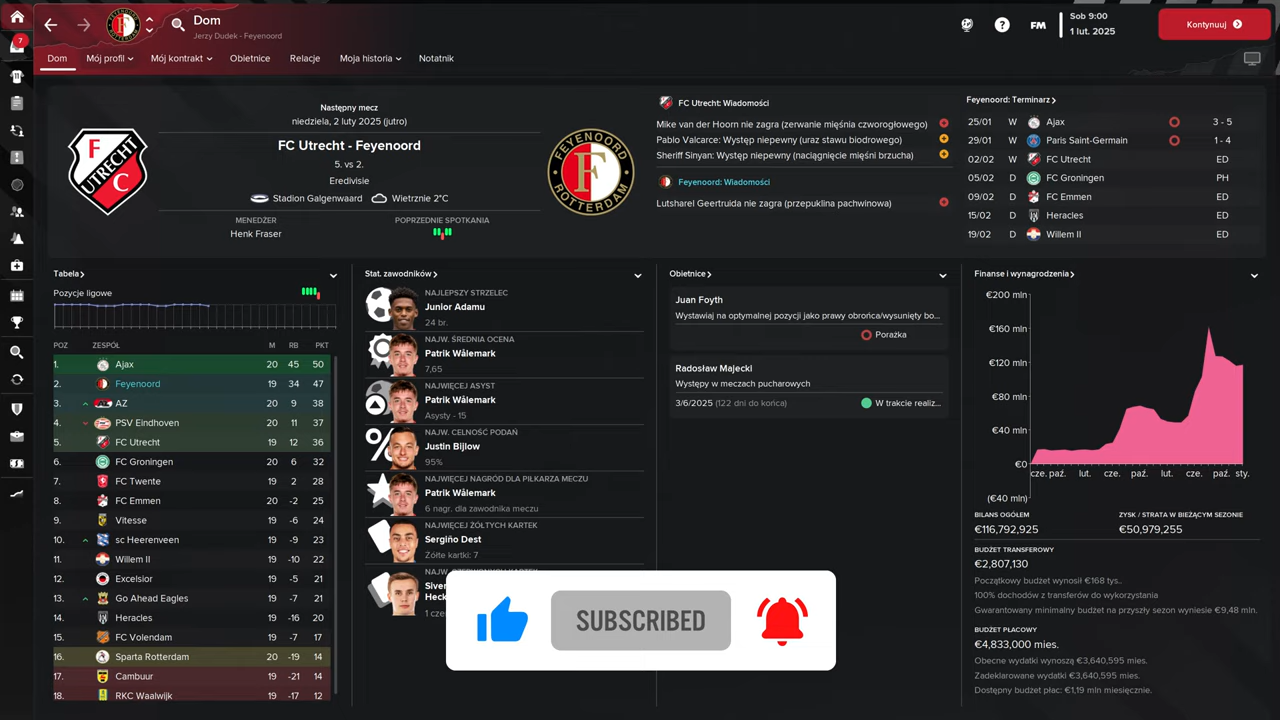 7
Dom
Jerzy Dudek - Feyenoord
FM
Sob 9:00
1 lut. 2025
Kontynuuj
Dom
Mój profil
Mój kontrakt
Obietnice
Relacje
Moja historia
Notatnik
Następny mecz
niedziela, 2 luty 2025 (jutro)
FC Utrecht - Feyenoord
5. vs. 2.
Eredivisie
Stadion Galgenwaard
Wietrznie 2°C
MENEDŻER
Henk Fraser
POPRZEDNIE SPOTKANIA
F UTRECHT C
FEYENOORD
F
ROTTERDAM
FC Utrecht: Wiadomości
Mike van der Hoorn nie zagra (zerwanie mięśnia czworogłowego)
Pablo Valcarce: Występ niepewny (uraz stawu biodrowego)
Sheriff Sinyan: Występ niepewny (naciągnięcie mięśni brzucha)
Feyenoord: Wiadomości
Lutsharel Geertruida nie zagra (przepuklina pachwinowa)
Feyenoord: Terminarz
25/01 W Ajax 3 - 5
29/01 W Paris Saint-Germain 1 - 4
02/02 W FC Utrecht ED
05/02 D FC Groningen PH
09/02 D FC Emmen ED
15/02 D Heracles ED
19/02 D Willem II ED
Tabela
Pozycje ligowe
POZ ZESPÓŁ M RB PKT
1. Ajax 20 45 50
2. Feyenoord 19 34 47
3. AZ 20 9 38
4. PSV Eindhoven 20 11 37
5. FC Utrecht 19 12 36
6. FC Groningen 20 6 32
7. FC Twente 19 2 28
8. FC Emmen 20 -2 25
9. Vitesse 19 -6 24
10. sc Heerenveen 19 -9 23
11. Willem II 19 -10 22
12. Excelsior 19 -5 21
13. Go Ahead Eagles 19 -7 21
14. Heracles 19 -16 20
15. FC Volendam 19 -7 17
16. Sparta Rotterdam 20 -19 14
17. Cambuur 19 -21 14
18. RKC Waalwijk 19 -17 12
Stat. zawodników
NAJLEPSZY STRZELEC
Junior Adamu
24 br.
NAJW. ŚREDNIA OCENA
Patrik Wålemark
7,65
NAJWIĘCEJ ASYST
Patrik Wålemark
Asysty - 15
NAJW. CELNOŚĆ PODAŃ
Justin Bijlow
95%
NAJWIĘCEJ NAGRÓD DLA PIŁKARZA MECZU
Patrik Wålemark
6 nagr. dla zawodnika meczu
NAJWIĘCEJ ŻÓŁTYCH KARTEK
Sergiño Dest
Żółte kartki: 7
Siver
Heck
1 cze
Obietnice
Juan Foyth
Wystawiaj na optymalnej pozycji jako prawy obrońca/wysunięty bo...
Porażka
Radosław Majecki
Występy w meczach pucharowych
3/6/2025 (122 dni do końca)
W trakcie realiz...
Finanse i wynagrodzenia
€200 mln
€160 mln
€120 mln
€80 mln
€40 mln
€0
(€40 mln)
cze. paź. lut. cze. paź. lut. cze. paź. sty.
BILANS OGÓŁEM
€116,792,925
ZYSK / STRATA W BIEŻĄCYM SEZONIE
€50,979,255
BUDŻET TRANSFEROWY
€2,807,130
Początkowy budżet wynosił €168 tys..
100% dochodów z transferów do wykorzystania
Gwarantowany minimalny budżet na przyszły sezon wyniesie €9,48 mln.
BUDŻET PŁACOWY
€4,833,000 mies.
Obecne wydatki wynoszą €3,640,595 mies.
Zadeklarowane wydatki €3,640,595 mies.
Dostępny budżet płac: €1,19 mln miesięcznie.
SUBSCRIBED